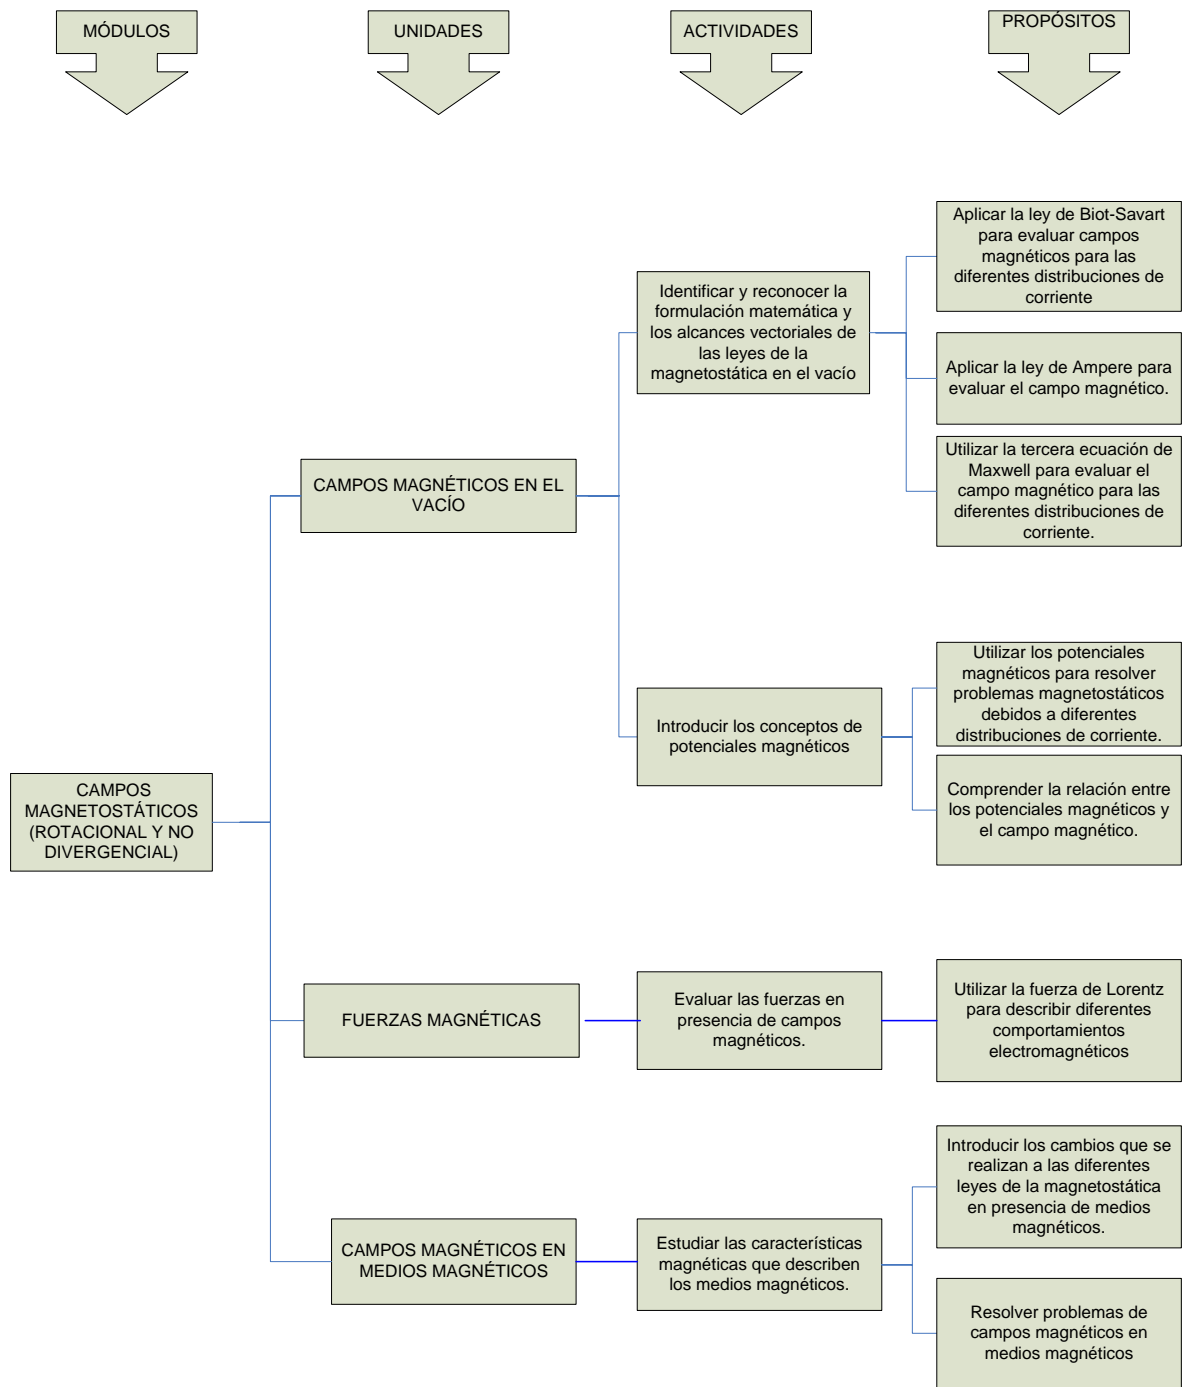 MÓDULOS
UNIDADES
ACTIVIDADES
PROPÓSITOS
CAMPOS
MAGNETOSTÁTICOS
(ROTACIONAL Y NO
DIVERGENCIAL)
CAMPOS MAGNÉTICOS EN EL
VACÍO
Identificar y reconocer la
formulación matemática y
los alcances vectoriales de
las leyes de la
magnetostática en el vacío
Aplicar la ley de Biot-Savart
para evaluar campos
magnéticos para las
diferentes distribuciones de
corriente
Aplicar la ley de Ampere para
evaluar el campo magnético.
Utilizar la tercera ecuación de
Maxwell para evaluar el
campo magnético para las
diferentes distribuciones de
corriente.
Introducir los conceptos de
potenciales magnéticos
Utilizar los potenciales
magnéticos para resolver
problemas magnetostáticos
debidos a diferentes
distribuciones de corriente.
Comprender la relación entre
los potenciales magnéticos y
el campo magnético.
FUERZAS MAGNÉTICAS
Evaluar las fuerzas en
presencia de campos
magnéticos.
Utilizar la fuerza de Lorentz
para describir diferentes
comportamientos
electromagnéticos
CAMPOS MAGNÉTICOS EN
MEDIOS MAGNÉTICOS
Estudiar las características
magnéticas que describen
los medios magnéticos.
Introducir los cambios que se
realizan a las diferentes
leyes de la magnetostática
en presencia de medios
magnéticos.
Resolver problemas de
campos magnéticos en
medios magnéticos